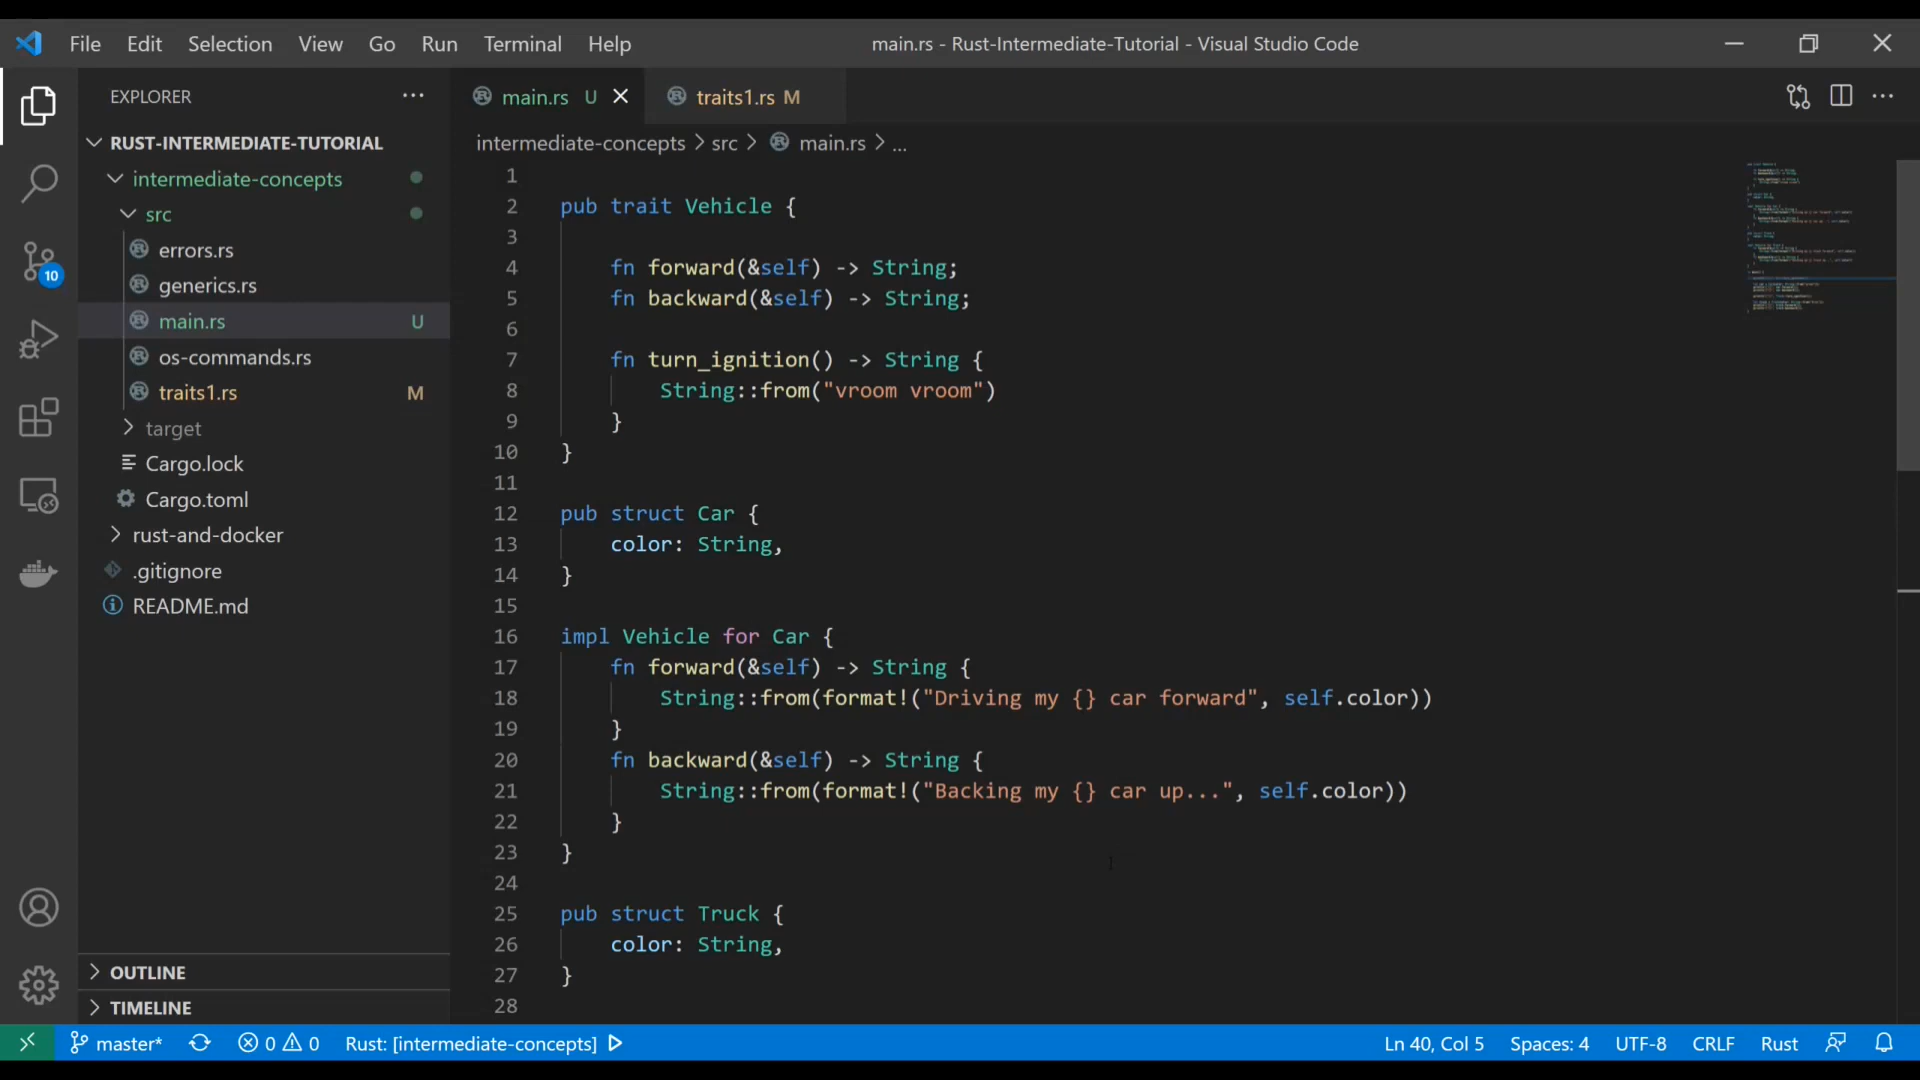 File Edit Selection View Go Run Terminal Help
main.rs - Rust-Intermediate-Tutorial - Visual Studio Code
EXPLORER
RUST-INTERMEDIATE-TUTORIAL
intermediate-concepts
src
errors.rs
generics.rs
main.rs U
os-commands.rs
traits1.rs M
target
Cargo.lock
Cargo.toml
rust-and-docker
.gitignore
README.md
OUTLINE
TIMELINE
10
main.rs U
traits1.rs M
intermediate-concepts > src > main.rs > ...
1
2 pub trait Vehicle {
3
4 fn forward(&self) -> String;
5 fn backward(&self) -> String;
6
7 fn turn_ignition() -> String {
8 String::from("vroom vroom")
9 }
10 }
11
12 pub struct Car {
13 color: String,
14 }
15
16 impl Vehicle for Car {
17 fn forward(&self) -> String {
18 String::from(format!("Driving my {} car forward", self.color))
19 }
20 fn backward(&self) -> String {
21 String::from(format!("Backing my {} car up...", self.color))
22 }
23 }
24
25 pub struct Truck {
26 color: String,
27 }
28
master* 0 0 Rust: [intermediate-concepts] Ln 40, Col 5 Spaces: 4 UTF-8 CRLF Rust